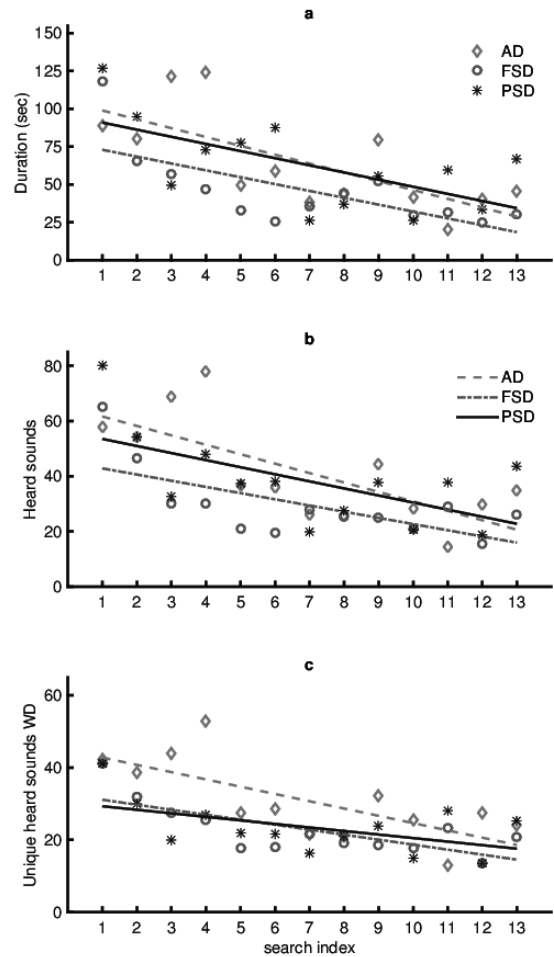 a
Duration (sec)
150
125
100
75
50
25
0
AD
FSD
PSD
1 2 3 4 5 6 7 8 9 10 11 12 13
b
Heard sounds
80
60
40
20
0
AD
FSD
PSD
1 2 3 4 5 6 7 8 9 10 11 12 13
c
Unique heard sounds WD
60
40
20
0
1 2 3 4 5 6 7 8 9 10 11 12 13
search index